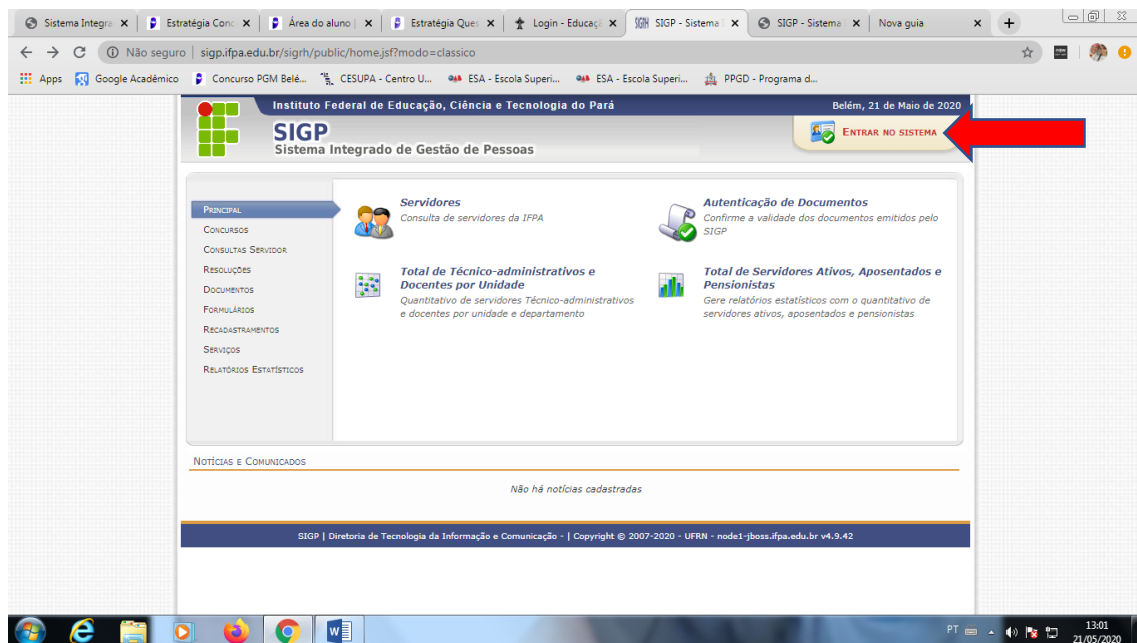 Sistema Integra
Estratégia Conc
Área do aluno |
Estratégia Ques
Login - Educaçã
SIGP - Sistema I
SIGP - Sistema
Nova guia
Não seguro | sigp.ifpa.edu.br/sigrh/public/home.jsf?modo=classico
Apps Google Acadêmico Concurso PGM Belé... CESUPA - Centro U... ESA - Escola Superi... ESA - Escola Superi... PPGD - Programa d...
Instituto Federal de Educação, Ciência e Tecnologia do Pará
Belém, 21 de Maio de 2020
SIGP
Sistema Integrado de Gestão de Pessoas
Entrar no sistema
Principal
Concursos
Consultas Servidor
Resoluções
Documentos
Formulários
Recadastramentos
Serviços
Relatórios Estatísticos
Servidores
Consulta de servidores da IFPA
Autenticação de Documentos
Confirme a validade dos documentos emitidos pelo
SIGP
Total de Técnico-administrativos e
Docentes por Unidade
Quantitativo de servidores Técnico-administrativos
e docentes por unidade e departamento
Total de Servidores Ativos, Aposentados e
Pensionistas
Gere relatórios estatísticos com o quantitativo de
servidores ativos, aposentados e pensionistas
Notícias e Comunicados
Não há notícias cadastradas
SIGP | Diretoria de Tecnologia da Informação e Comunicação - | Copyright © 2007-2020 - UFRN - node1-jboss.ifpa.edu.br v4.9.42
PT
13:01
21/05/2020